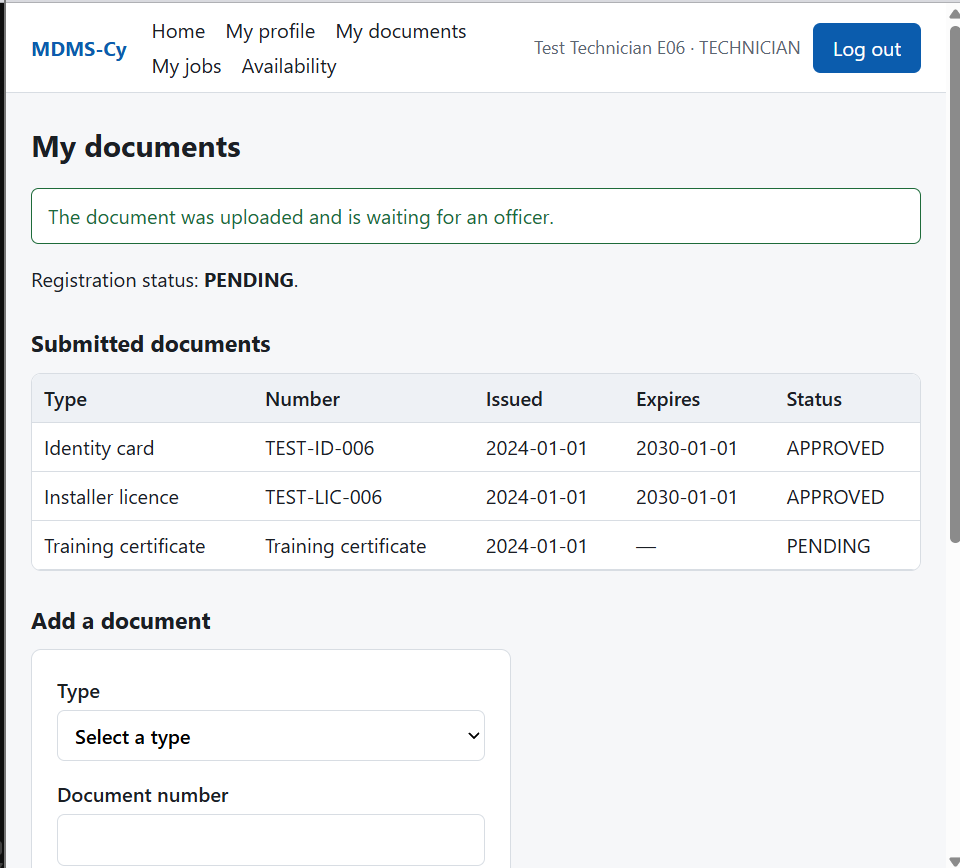 MDMS-Cy
Home My profile My documents
My jobs Availability
Test Technician E06 · TECHNICIAN
Log out
My documents
The document was uploaded and is waiting for an officer.
Registration status: PENDING.
Submitted documents
Type Number Issued Expires Status
Identity card TEST-ID-006 2024-01-01 2030-01-01 APPROVED
Installer licence TEST-LIC-006 2024-01-01 2030-01-01 APPROVED
Training certificate Training certificate 2024-01-01 — PENDING
Add a document
Type
Select a type
Document number